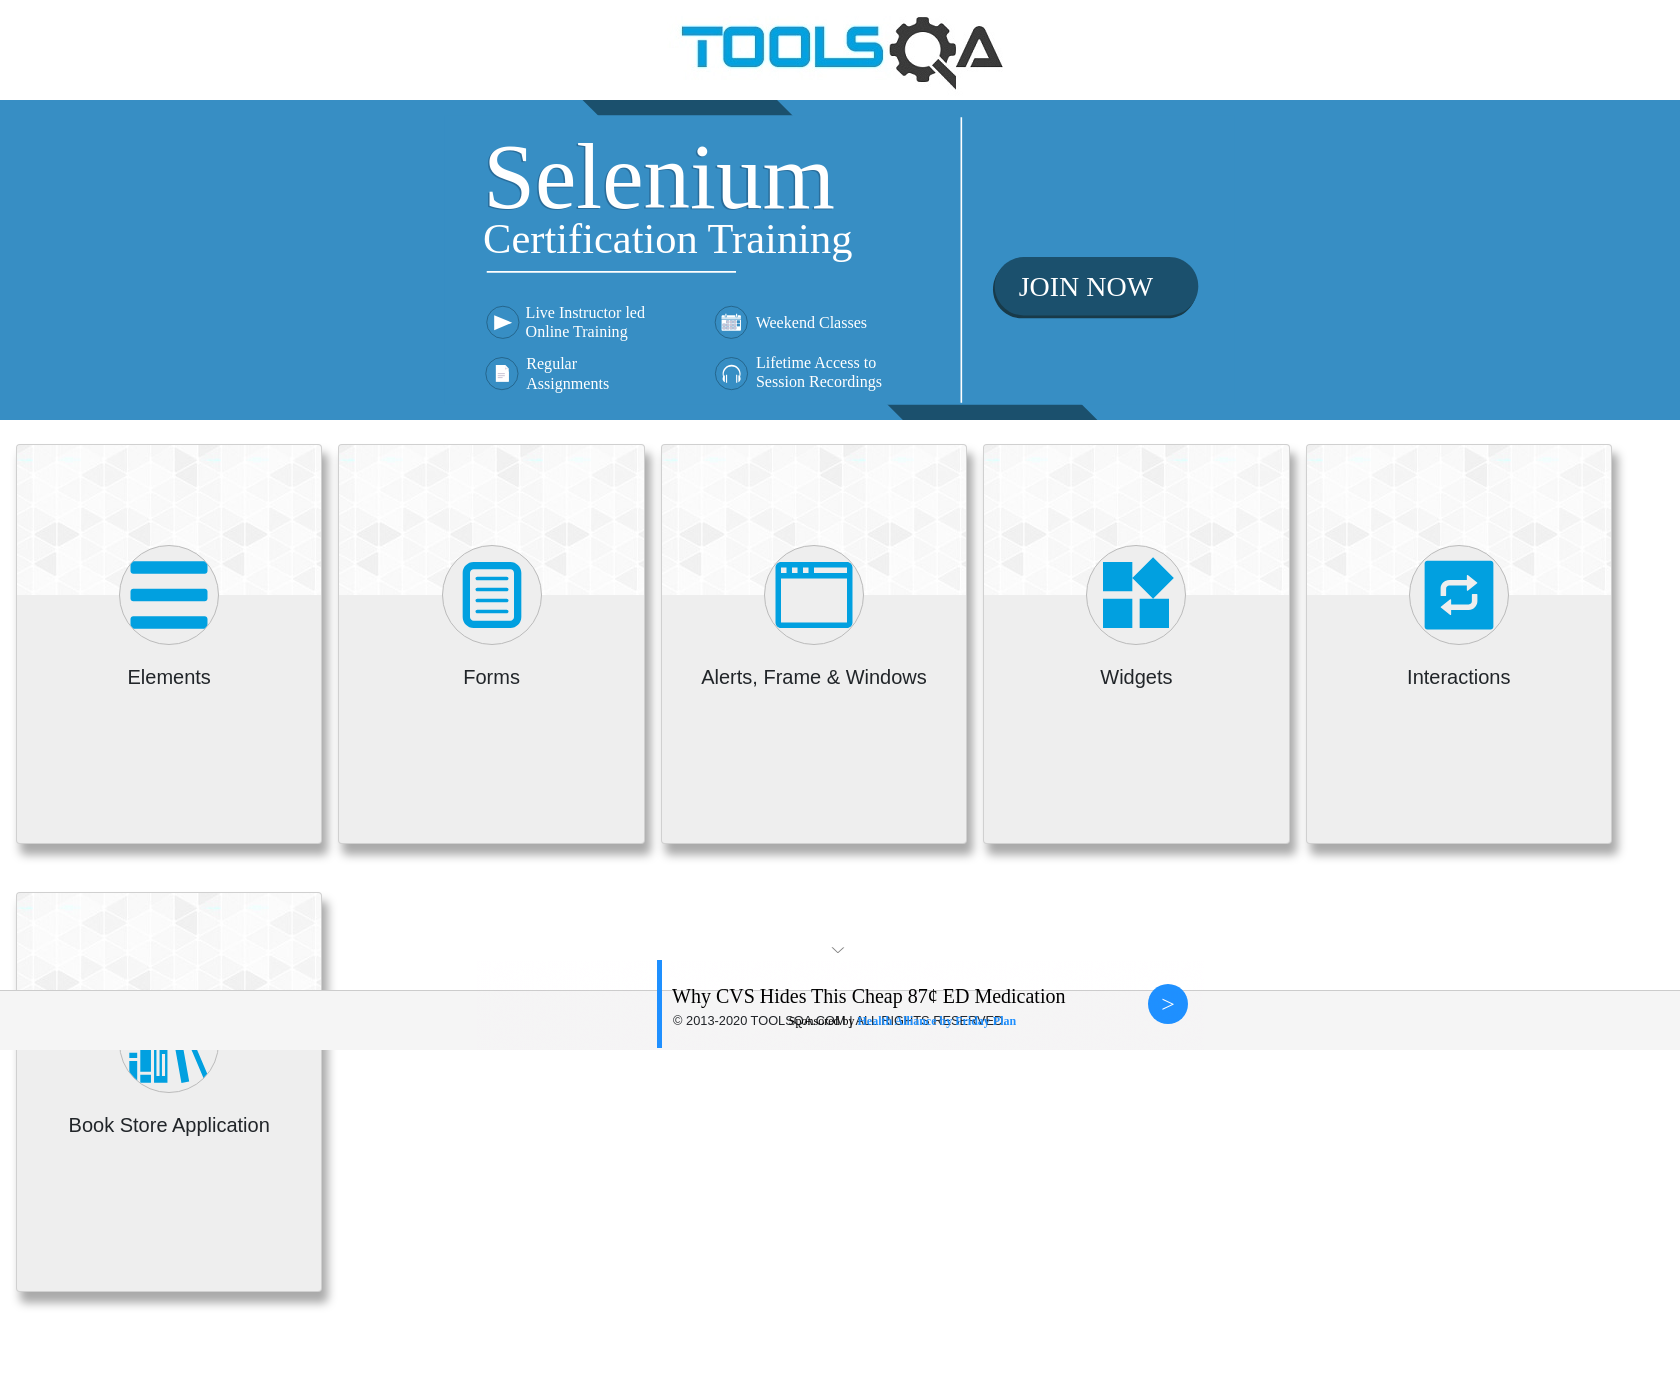 TOOLSQA
Selenium
Certification Training
Live Instructor led
Online Training
Weekend Classes
Regular
Assignments
Lifetime Access to
Session Recordings
JOIN NOW
Elements
Forms
Alerts, Frame & Windows
Widgets
Interactions
Why CVS Hides This Cheap 87¢ ED Medication
>
© 2013-2020 TOOLSQA.COM | ALL RIGHTS RESERVED.
Sponsored by
Book Store Application